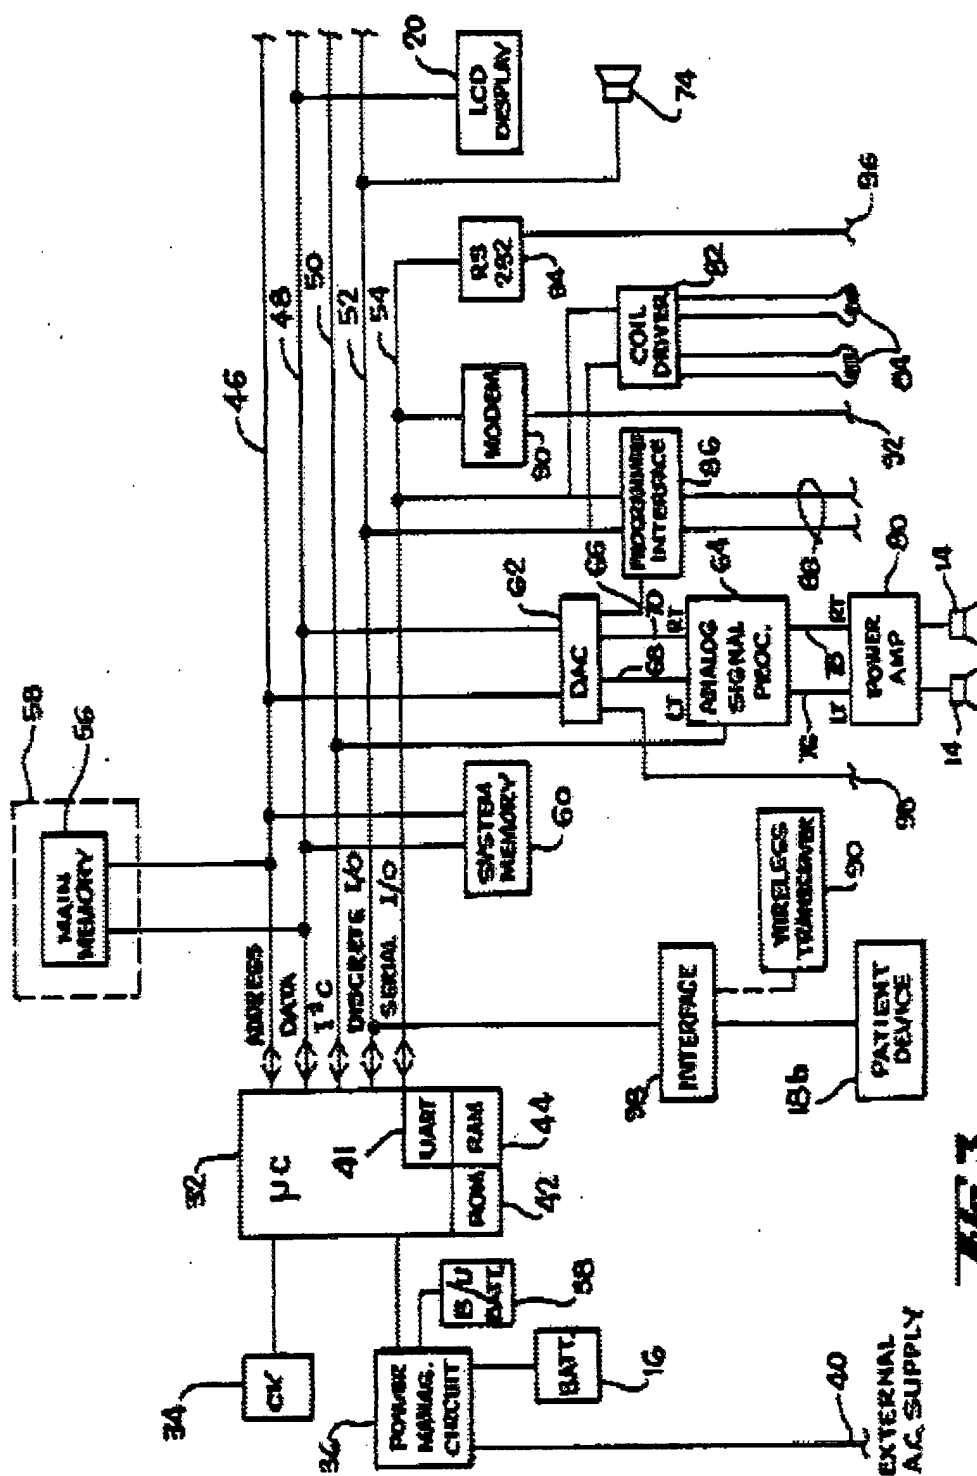 58
56
MAIN
MEMORY
46
48
50
52
54
20
LCD
DISPLAY
74
ADDRESS
DATA
I²C
DISCRETE I/O
SERIAL I/O
32
μC
41
UART
ROM
RAM
42
44
34
CK
36
POWER
MANAG.
CIRCUIT
B/U
BATT.
38
BATT.
16
40
EXTERNAL
A.C. SUPPLY
SYSTEM
MEMORY
60
62
DAC
66
68
70
LT
RT
ANALOG
SIGNAL
PROC.
64
76
78
LT
RT
POWER
AMP
80
14
14
PROGRAMMER
INTERFACE
86
88
MODEM
90
92
RS
232
94
96
COIL
DRIVER
82
84
INTERFACE
98
WIRELESS
TRANSCEIVER
90
PATIENT
DEVICE
18b